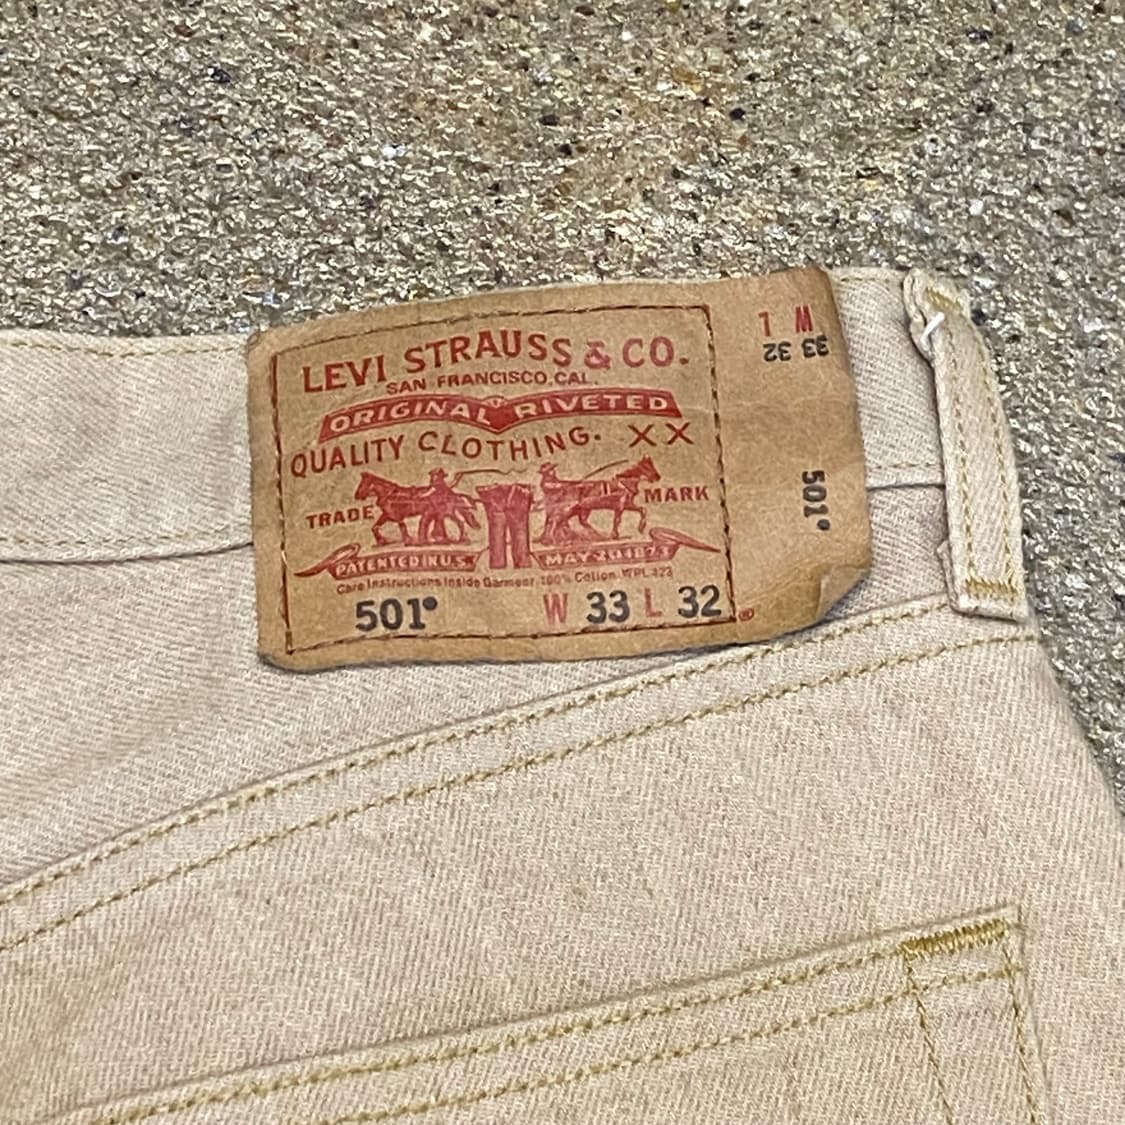 LEVI STRAUSS & CO.
SAN FRANCISCO, CAL.
ORIGINAL RIVETED
QUALITY CLOTHING. XX
TRADE MARK
PATENTED IN U.S. MAY 20 1873
Care Instructions Inside Garment 100% Cotton WPL 423
501® W 33 L 32 ®
W L
33 32
501®